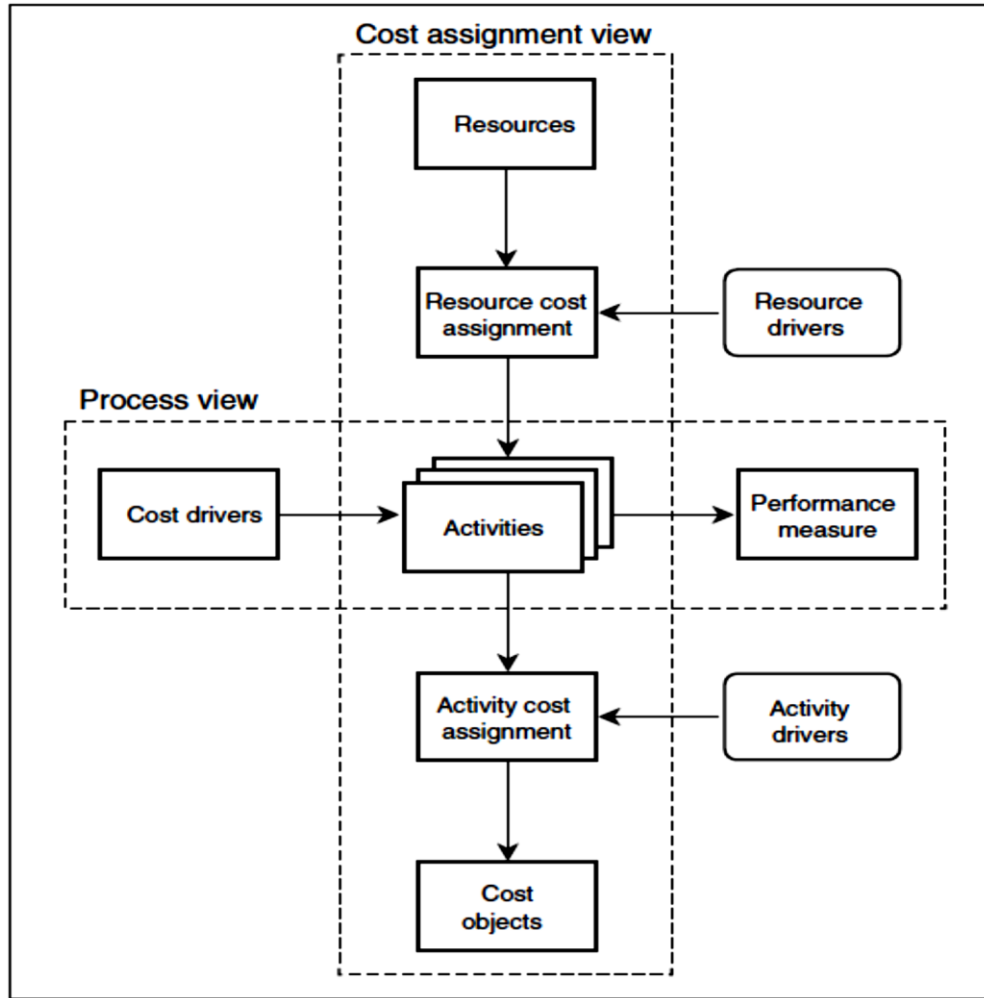 Cost assignment view
Resources
Resource cost
assignment
Resource
drivers
Process view
Cost drivers
Activities
Performance
measure
Activity cost
assignment
Activity
drivers
Cost
objects